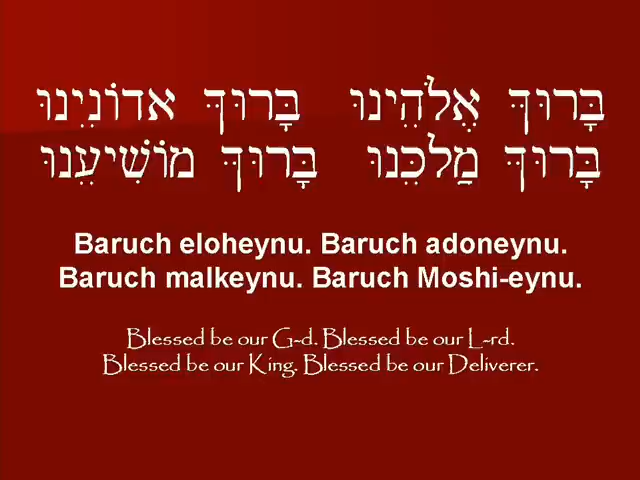 בָּרוּךְּ אֱלֹהֵינוּ בָּרוּךְּ אדוֹנֵינוּ
בָּרוּךְּ מַלכֵּנוּ בָּרוּךְּ מוֹשִׁיעֵנוּ
Baruch eloheynu. Baruch adoneynu.
Baruch malkeynu. Baruch Moshi-eynu.
Blessed be our G-d. Blessed be our L-rd.
Blessed be our King. Blessed be our Deliverer.